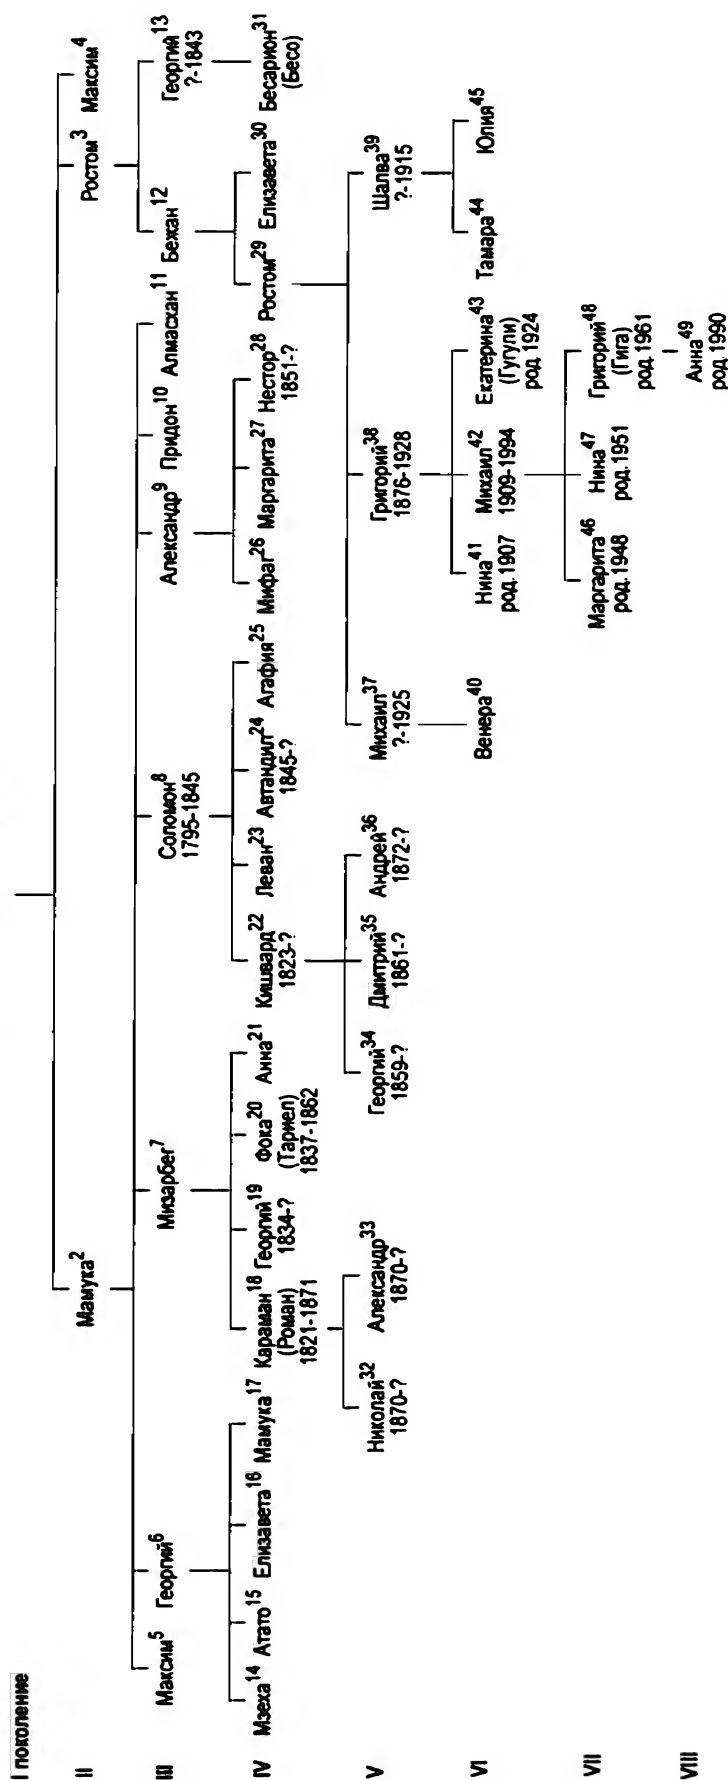 I поколение
II
Мамука2
Ростом3
Максим4
III
Максим5
Георгий6
Мизарбег7
Соломон8
1795-1845
Александр9
Придон10
Алмасхан11
Бежан12
Георгий13
?-1843
IV
Мзеха14
Атато15
Елизавета16
Мамука17
Караман18
(Роман)
1821-1871
Георгий19
1834-?
Фока20
(Тариел)
1837-1862
Анна21
Кишвард22
1823-?
Леван23
Автандил24
1845-?
Агафия25
Мифаг26
Маргарита27
Нестор28
1851-?
Ростом29
Елизавета30
Бесарион31
(Бесо)
V
Николай32
1870-?
Александр33
1870-?
Георгий34
1859-?
Дмитрий35
1861-?
Андрей36
1872-?
Михаил37
?-1925
Григорий38
1876-1928
Шалва39
?-1915
VI
Венера40
Нина41
род.1907
Михаил42
1909-1994
Екатерина43
(Гугули)
род.1924
Тамара44
Юлия45
VII
Маргарита46
род.1948
Нина47
род.1951
Григорий48
(Гига)
род.1961
VIII
Анна49
род.1990